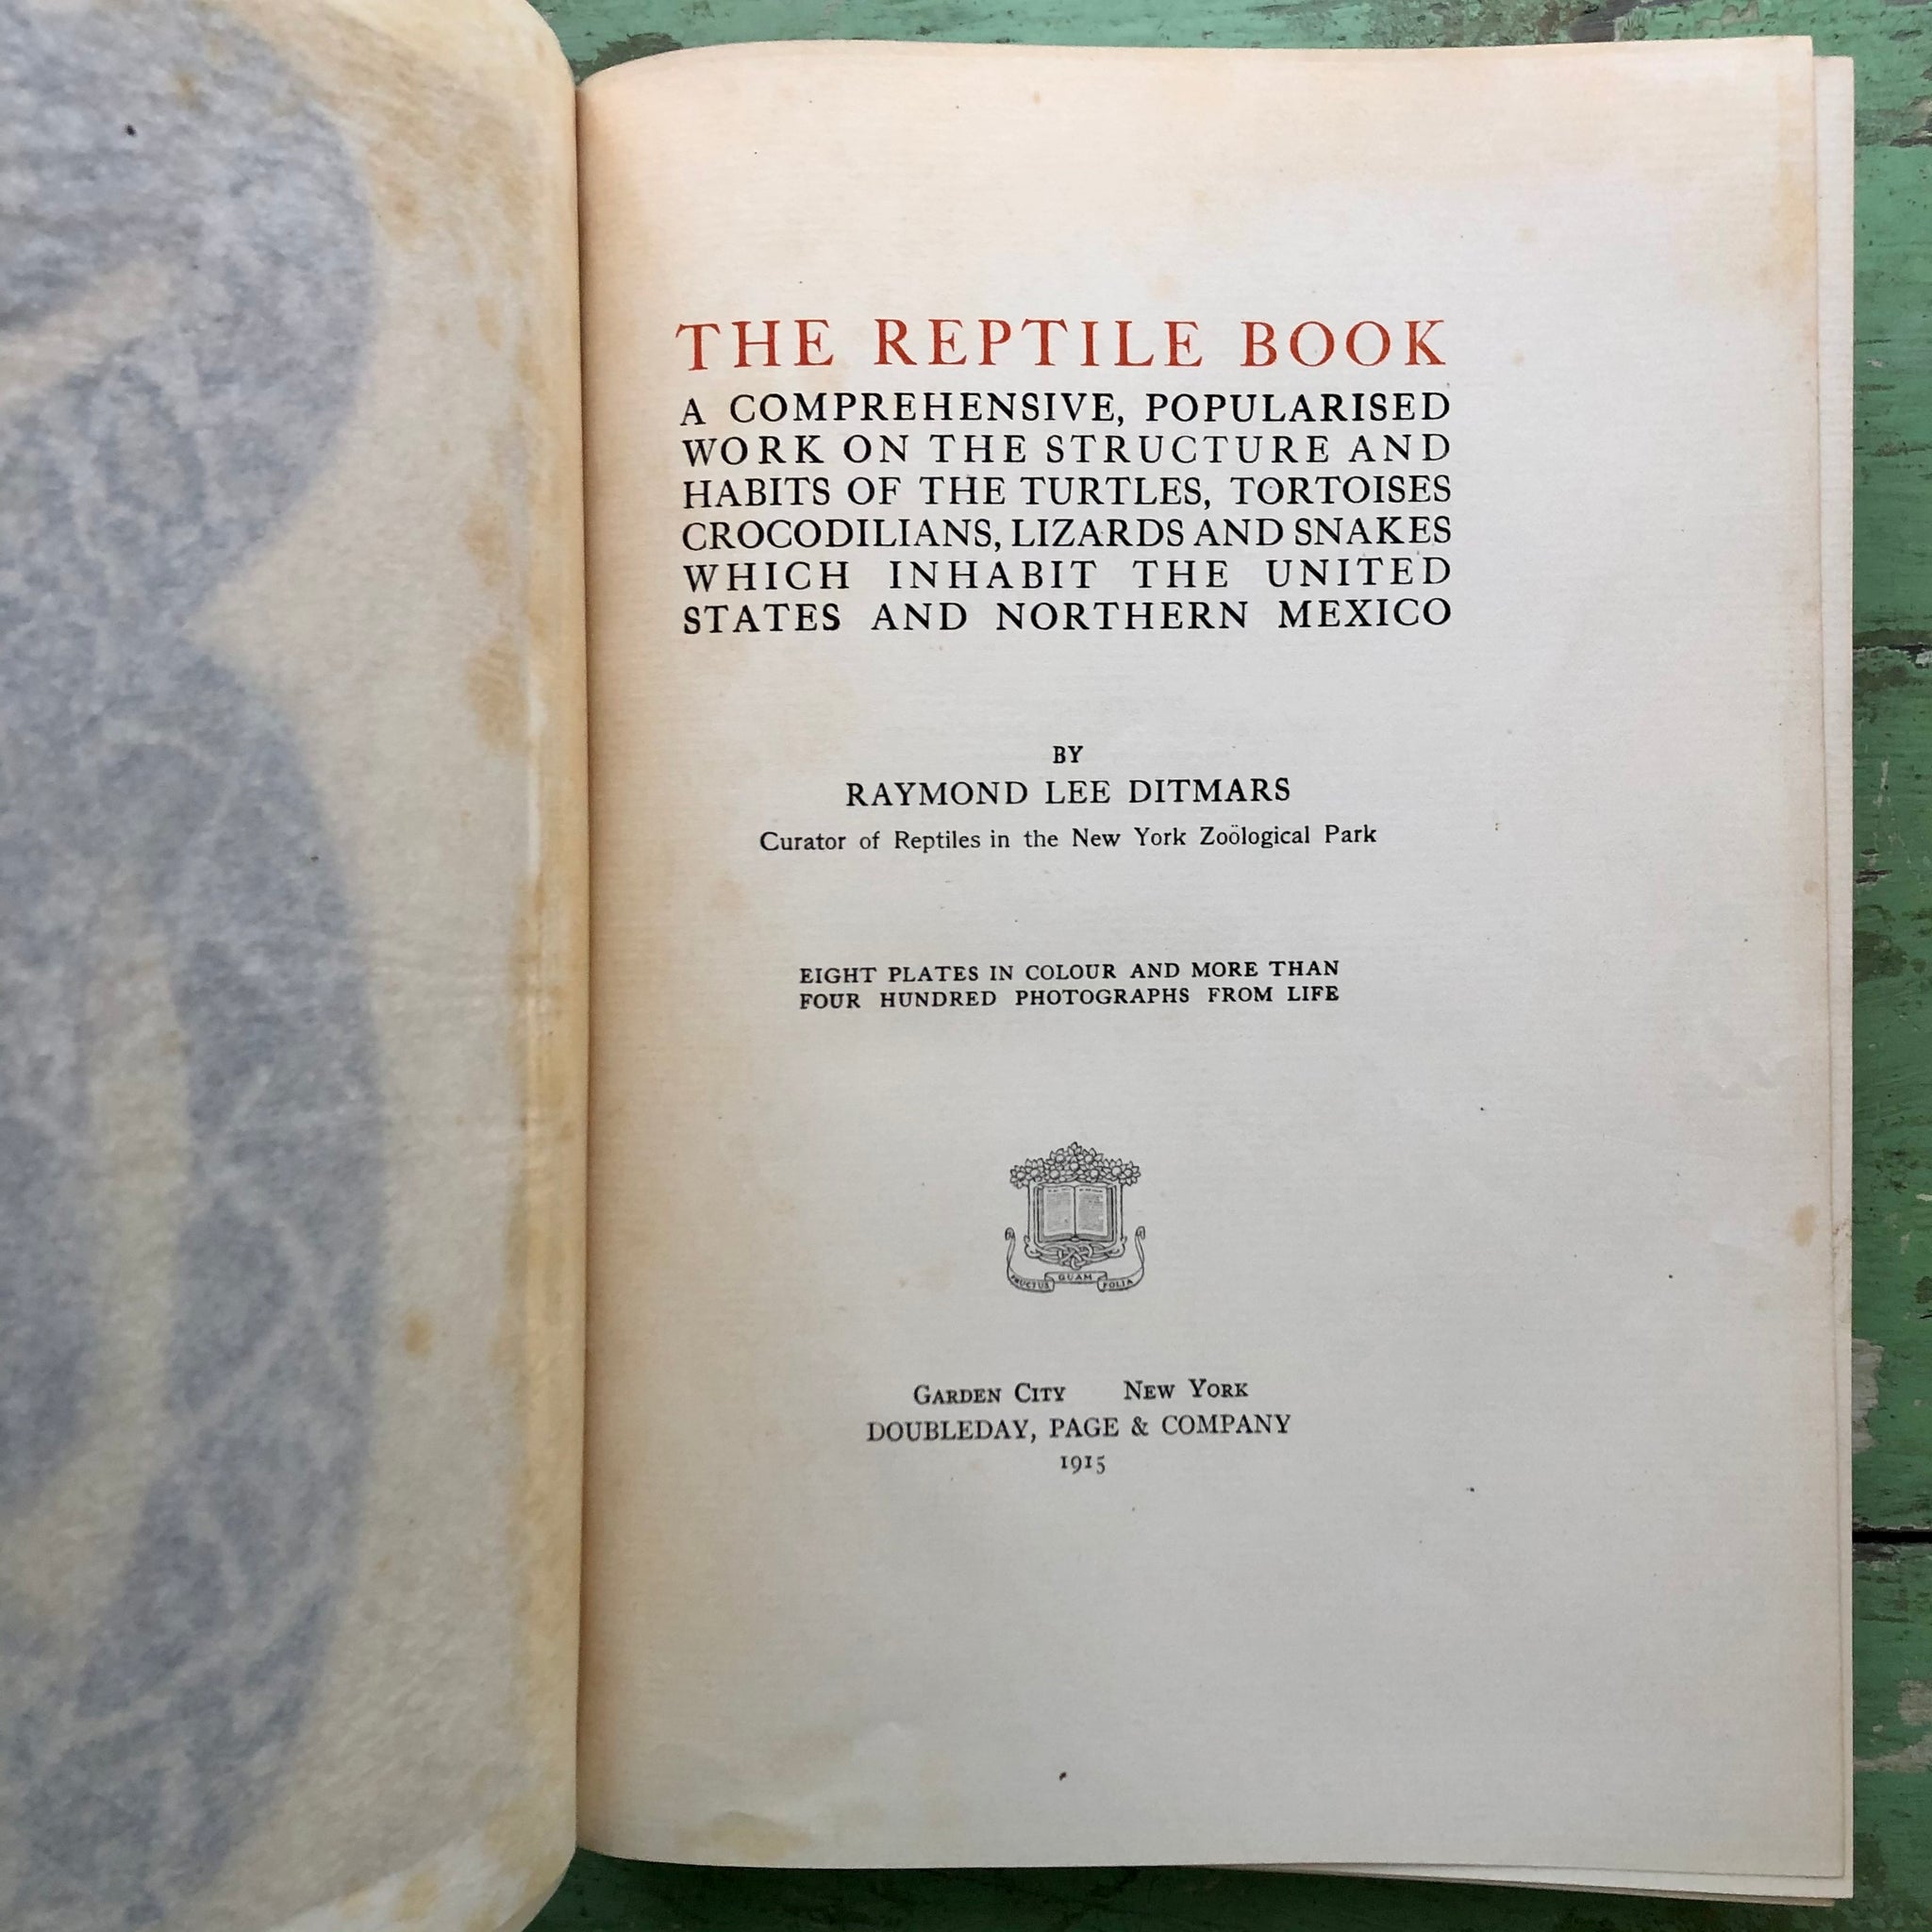 THE REPTILE BOOK
A COMPREHENSIVE, POPULARISED
WORK ON THE STRUCTURE AND
HABITS OF THE TURTLES, TORTOISES
CROCODILIANS, LIZARDS AND SNAKES
WHICH INHABIT THE UNITED
STATES AND NORTHERN MEXICO
BY
RAYMOND LEE DITMARS
Curator of Reptiles in the New York Zoölogical Park
EIGHT PLATES IN COLOUR AND MORE THAN
FOUR HUNDRED PHOTOGRAPHS FROM LIFE
FRUCTUS QUAM FOLIA
GARDEN CITY NEW YORK
DOUBLEDAY, PAGE & COMPANY
1915